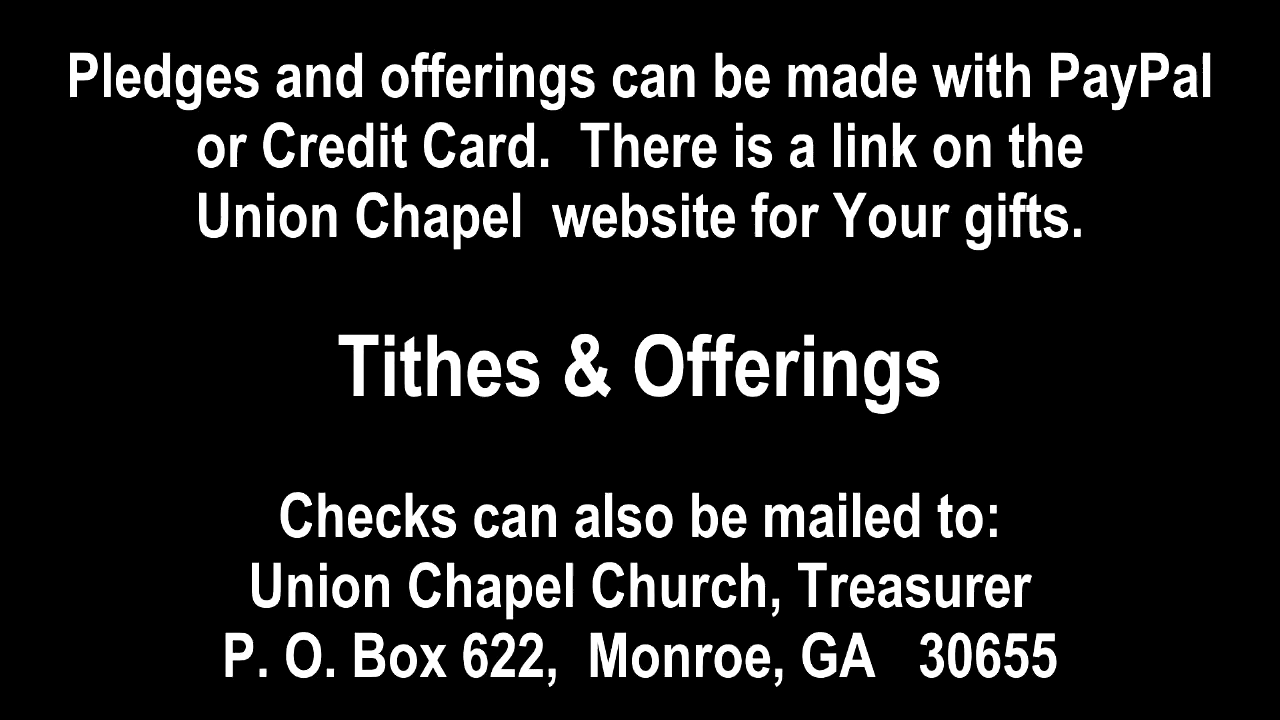 Pledges and offerings can be made with PayPal
or Credit Card.  There is a link on the
Union Chapel  website for Your gifts.
Tithes & Offerings
Checks can also be mailed to:
Union Chapel Church, Treasurer
P. O. Box 622,  Monroe, GA   30655